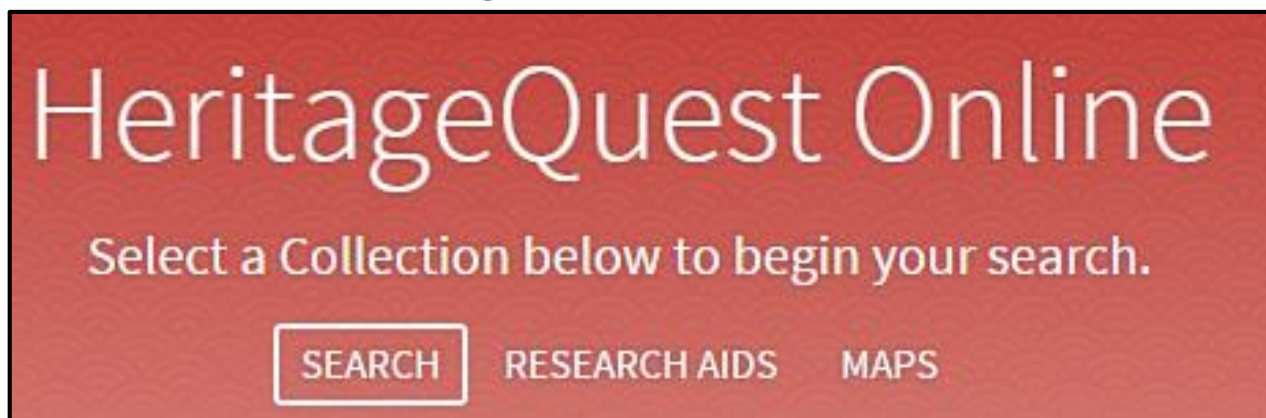 HeritageQuest Online
Select a Collection below to begin your search.
SEARCH RESEARCH AIDS MAPS